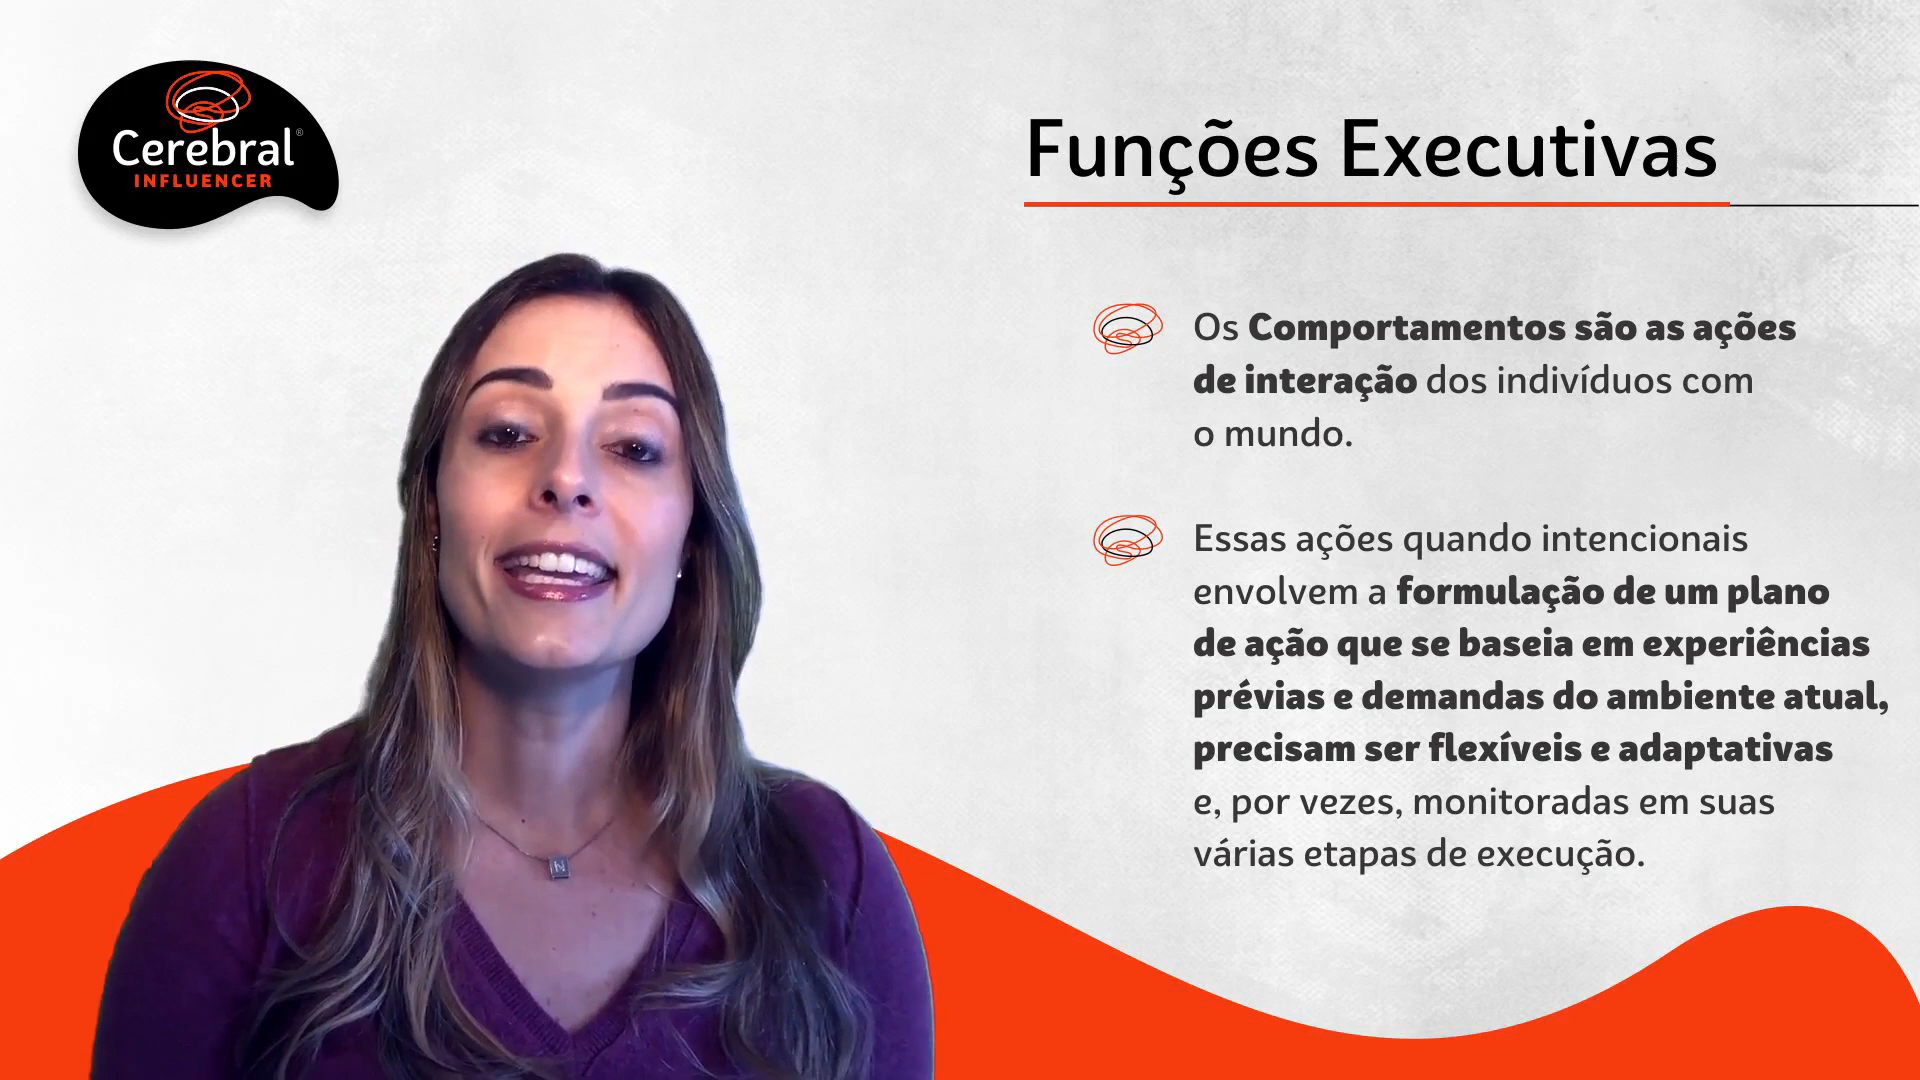 Cerebral®
INFLUENCER
Funções Executivas
Os Comportamentos são as ações
de interação dos indivíduos com
o mundo.
Essas ações quando intencionais
envolvem a formulação de um plano
de ação que se baseia em experiências
prévias e demandas do ambiente atual,
precisam ser flexíveis e adaptativas
e, por vezes, monitoradas em suas
várias etapas de execução.
N